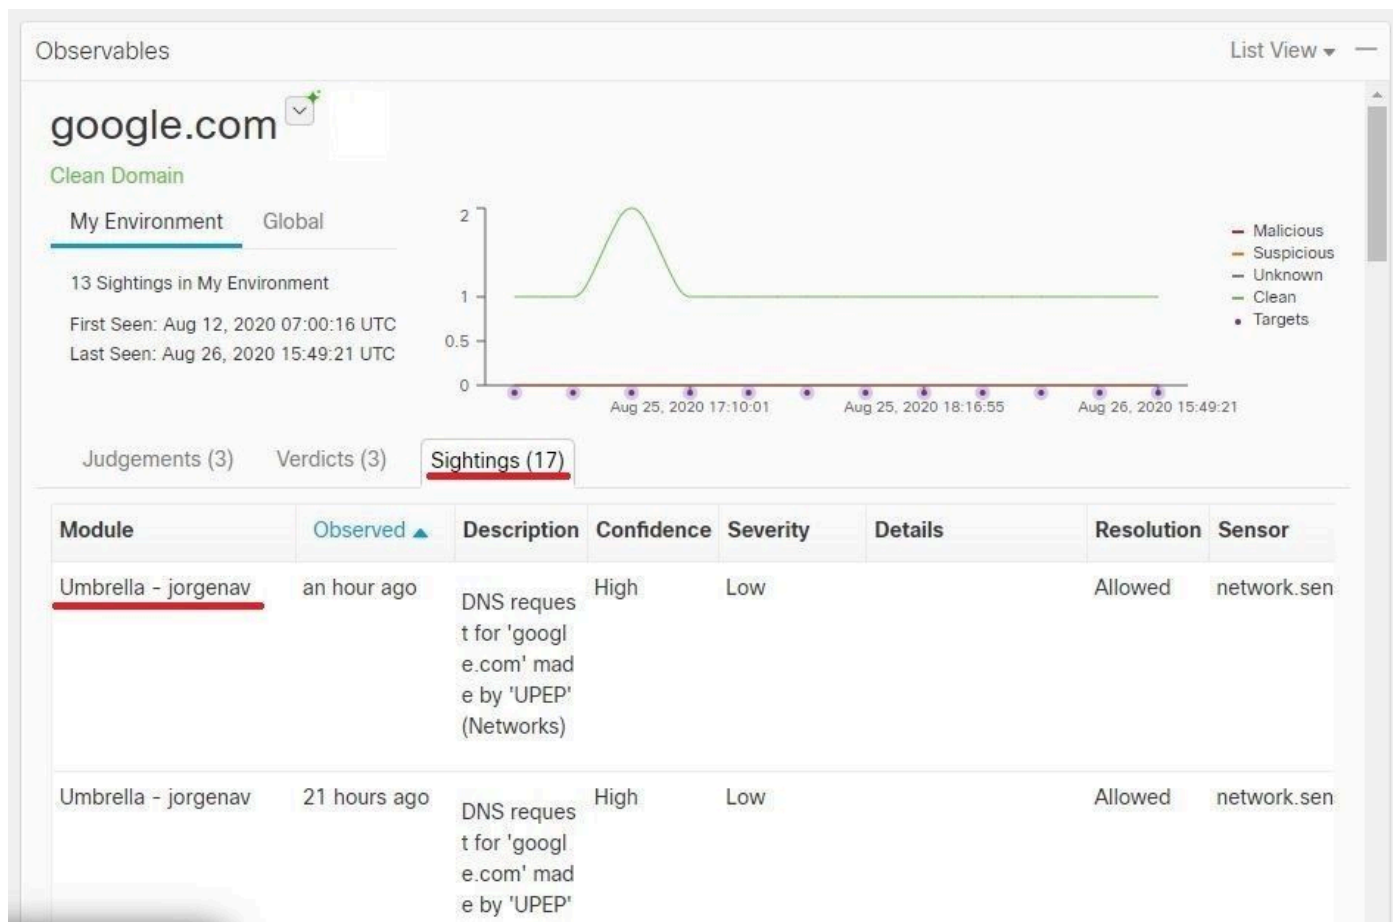 Observables
List View
google.com
Clean Domain
My Environment Global
13 Sightings in My Environment
First Seen: Aug 12, 2020 07:00:16 UTC
Last Seen: Aug 26, 2020 15:49:21 UTC
2
1
0.5
0
Aug 25, 2020 17:10:01 Aug 25, 2020 18:16:55 Aug 26, 2020 15:49:21
Malicious
Suspicious
Unknown
Clean
Targets
Judgements (3) Verdicts (3) Sightings (17)
Module Observed Description Confidence Severity Details Resolution Sensor
Umbrella - jorgenav an hour ago High Low Allowed network.sen
DNS reques
t for 'googl
e.com' mad
e by 'UPEP'
(Networks)
Umbrella - jorgenav 21 hours ago High Low Allowed network.sen
DNS reques
t for 'googl
e.com' mad
e by 'UPEP'